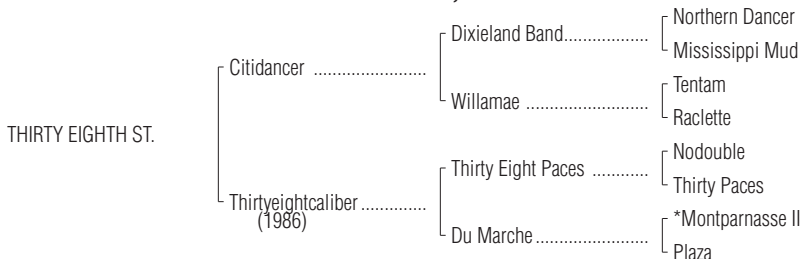 Northern Dancer
Dixieland Band...................
Mississippi Mud
Citidancer ........................
Tentam
Willamae ...........................
Raclette
THIRTY EIGHTH ST.
Nodouble
Thirty Eight Paces ............
Thirty Paces
Thirtyeightcaliber..............
(1986)
*Montparnasse II
Du Marche.........................
Plaza